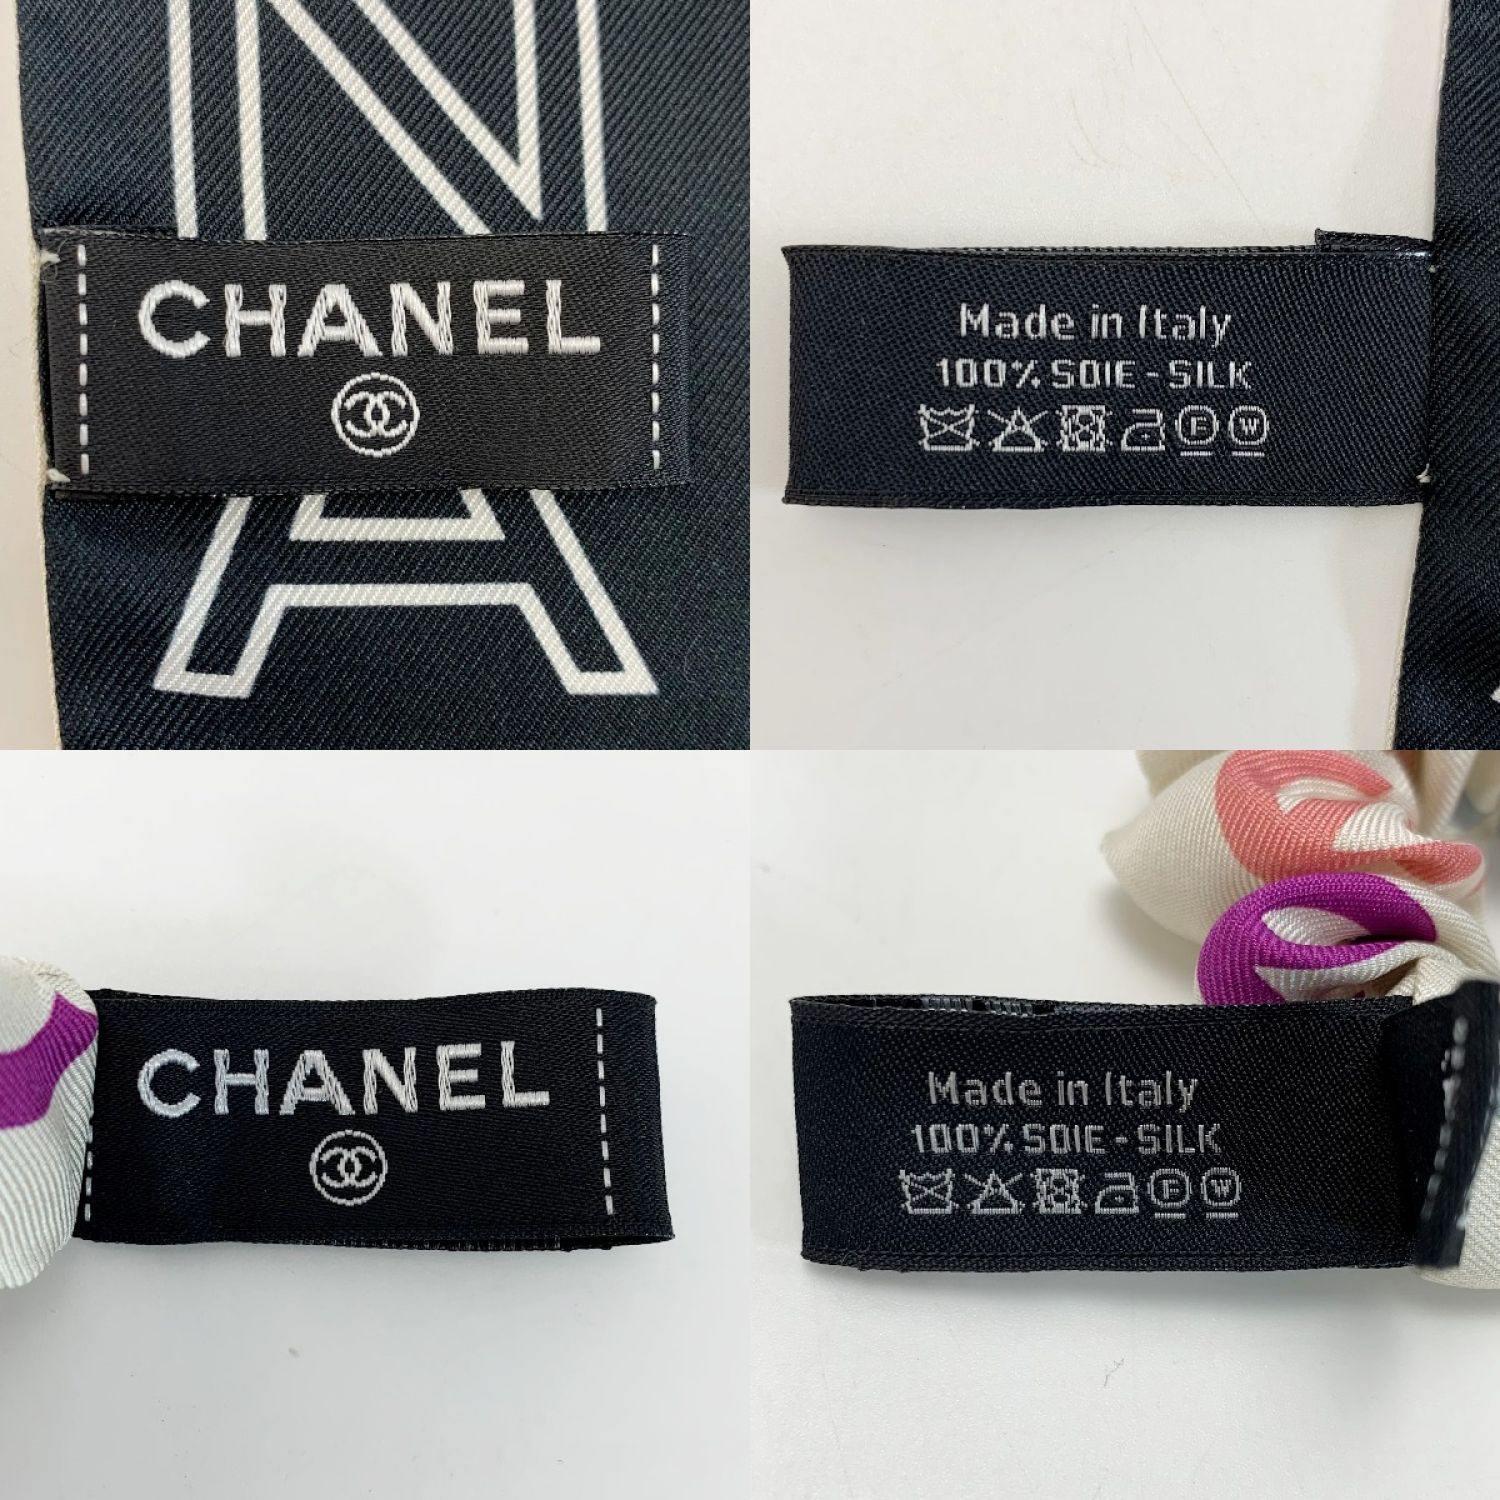 N
CHANEL
A
Made in Italy
100% SOIE - SILK
F W
CHANEL
Made in Italy
100% SOIE - SILK
F W